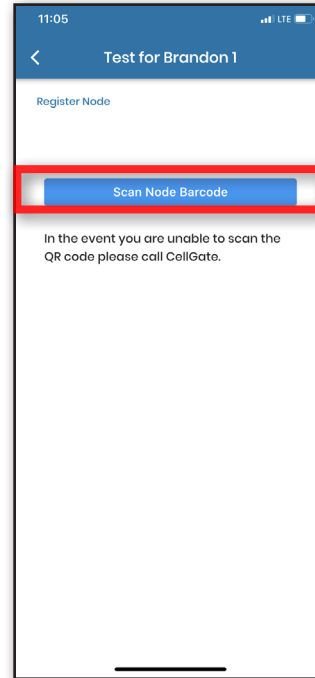 11:05
LTE
Test for Brandon 1
Register Node
Scan Node Barcode
In the event you are unable to scan the
QR code please call CellGate.